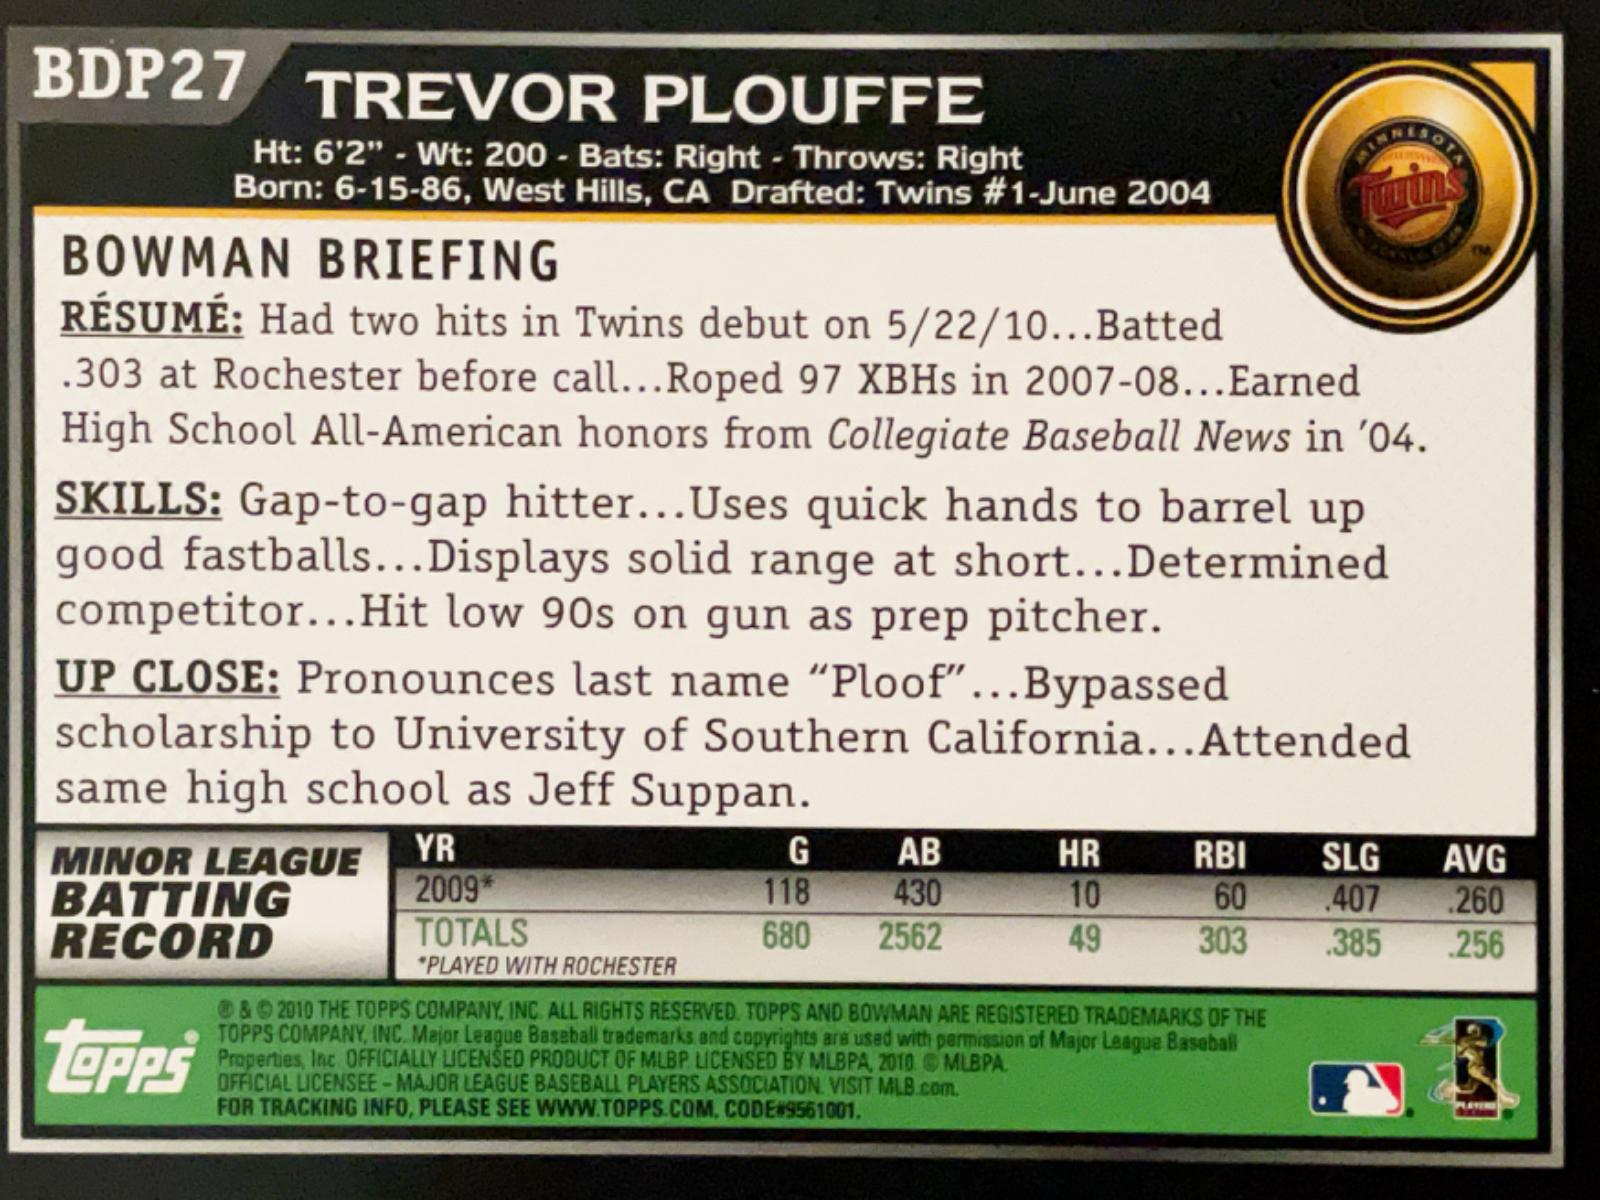 BDP27
TREVOR PLOUFFE
Ht: 6'2" - Wt: 200 - Bats: Right - Throws: Right
Born: 6-15-86, West Hills, CA Drafted: Twins #1-June 2004
MINNESOTA
Twins
TM
BOWMAN BRIEFING
RÉSUMÉ: Had two hits in Twins debut on 5/22/10...Batted
.303 at Rochester before call...Roped 97 XBHs in 2007-08...Earned
High School All-American honors from Collegiate Baseball News in '04.
SKILLS: Gap-to-gap hitter...Uses quick hands to barrel up
good fastballs...Displays solid range at short...Determined
competitor...Hit low 90s on gun as prep pitcher.
UP CLOSE: Pronounces last name “Ploof”...Bypassed
scholarship to University of Southern California...Attended
same high school as Jeff Suppan.
MINOR LEAGUE
BATTING
RECORD
YR G AB HR RBI SLG AVG
2009* 118 430 10 60 .407 .260
TOTALS 680 2562 49 303 .385 .256
*PLAYED WITH ROCHESTER
Topps®
® & © 2010 THE TOPPS COMPANY, INC. ALL RIGHTS RESERVED. TOPPS AND BOWMAN ARE REGISTERED TRADEMARKS OF THE
TOPPS COMPANY, INC. Major League Baseball trademarks and copyrights are used with permission of Major League Baseball
Properties, Inc. OFFICIALLY LICENSED PRODUCT OF MLBP. LICENSED BY MLBPA, 2010. © MLBPA.
OFFICIAL LICENSEE – MAJOR LEAGUE BASEBALL PLAYERS ASSOCIATION. VISIT MLB.com.
FOR TRACKING INFO, PLEASE SEE WWW.TOPPS.COM, CODE#9561001.
PLAYERS